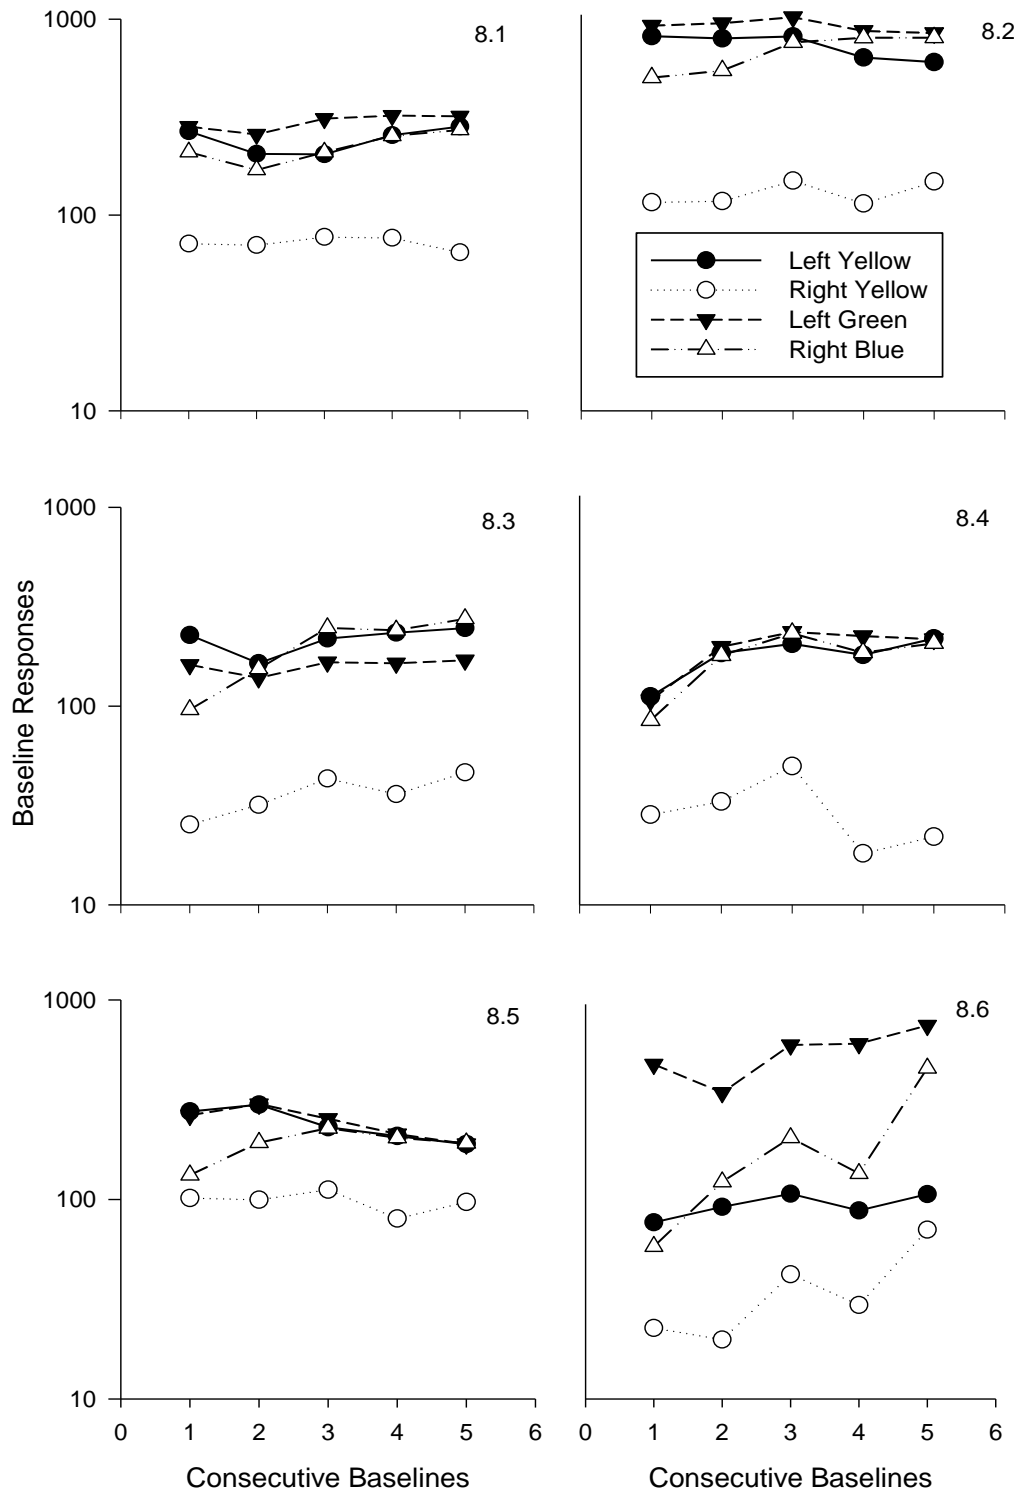 1000
100
10
8.1
8.2
Left Yellow
Right Yellow
Left Green
Right Blue
Baseline Responses
1000
100
10
8.3
8.4
1000
100
10
8.5
8.6
0 1 2 3 4 5 6
0 1 2 3 4 5 6
Consecutive Baselines
Consecutive Baselines